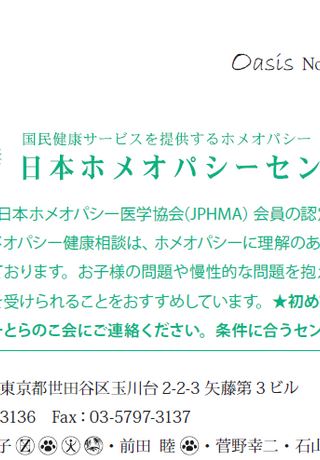 Oasis No
国民健康サービスを提供するホメオパシー
日本ホメオパシーセン
日本ホメオパシー医学協会(JPHMA) 会員の認定
オパシー健康相談は、ホメオパシーに理解のあ
ております。お子様の問題や慢性的な問題を抱え
を受けられることをおすすめしています。★初め
ーとらのこ会にご連絡ください。条件に合うセン
東京都世田谷区玉川台 2-2-3 矢藤第 3 ビル
3136 Fax : 03-5797-3137
子・前田 睦・菅野幸二・石山